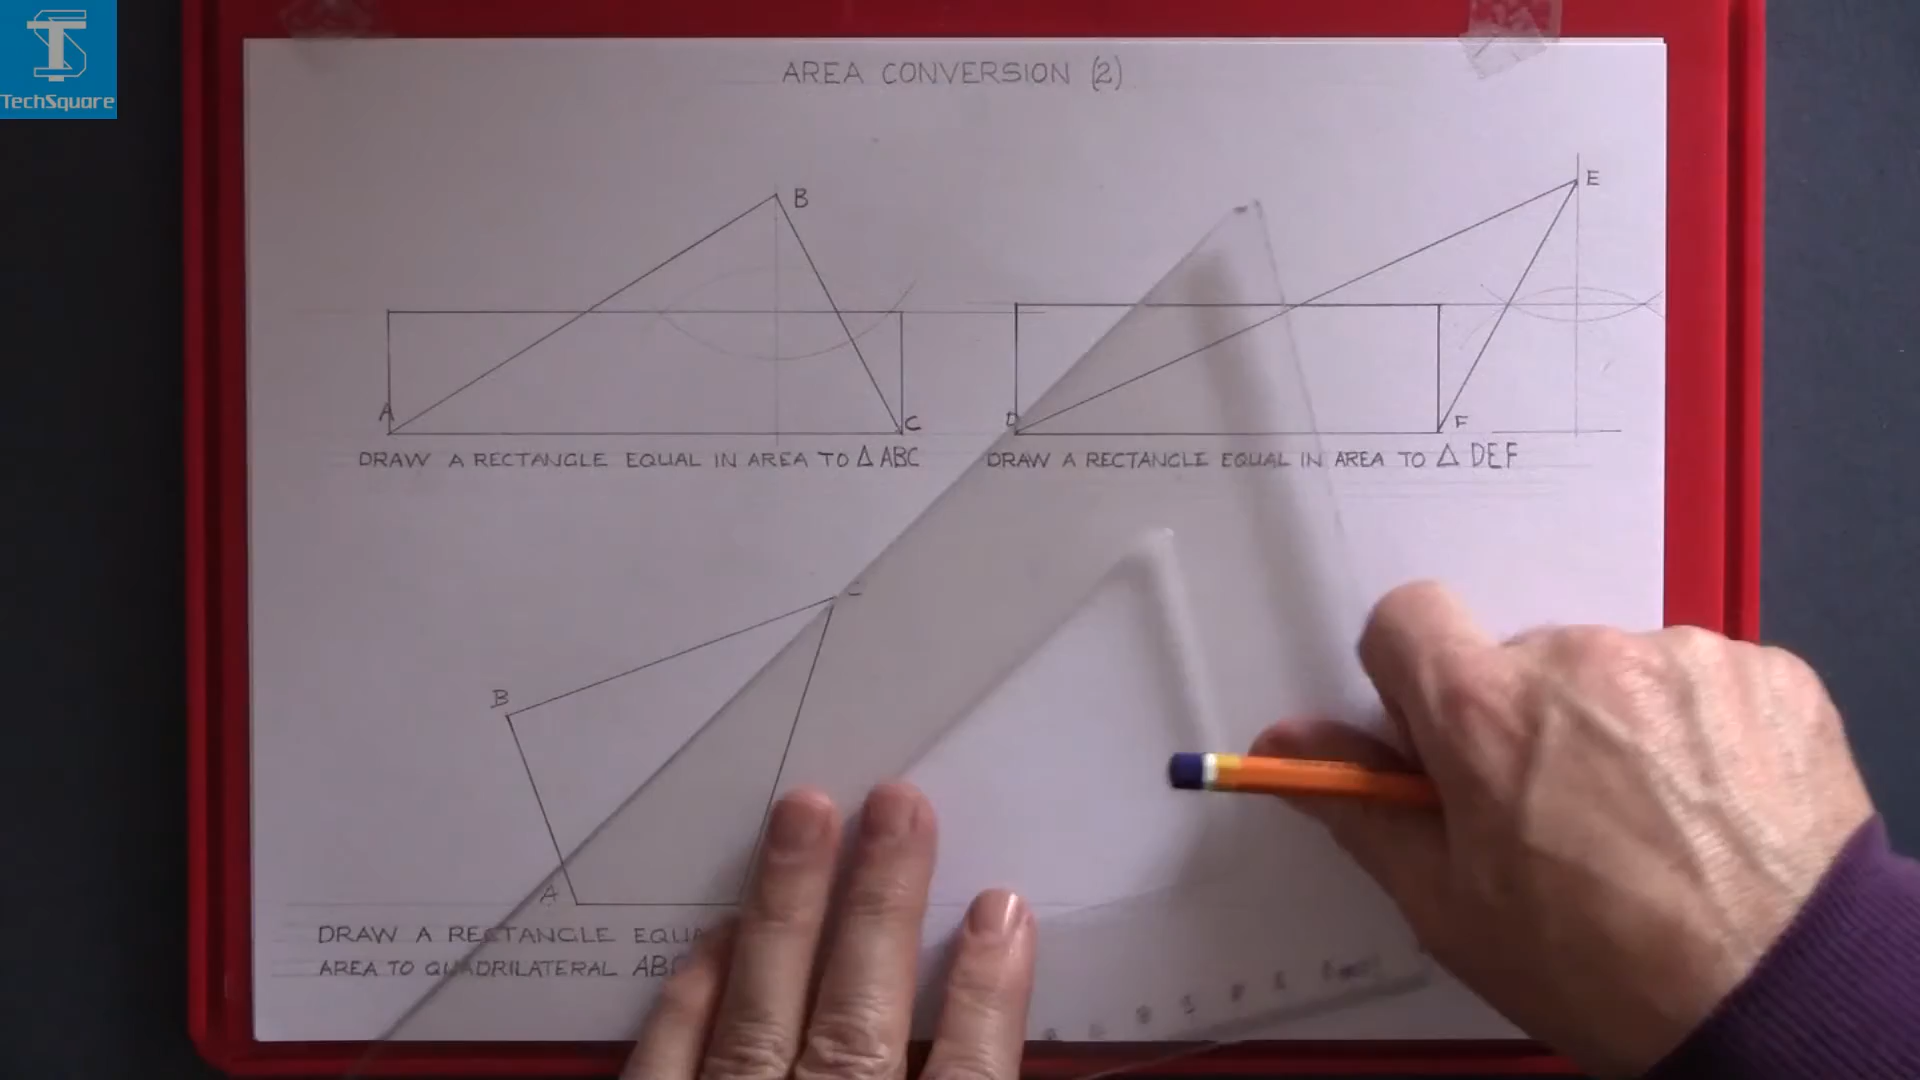 TechSquare
AREA CONVERSION (2)
B
E
A
C
D
F
DRAW A RECTANGLE EQUAL IN AREA TO Δ ABC
DRAW A RECTANGLE EQUAL IN AREA TO Δ DEF
C
B
A
DRAW A RECTANGLE
AREA TO QUADRILATERAL